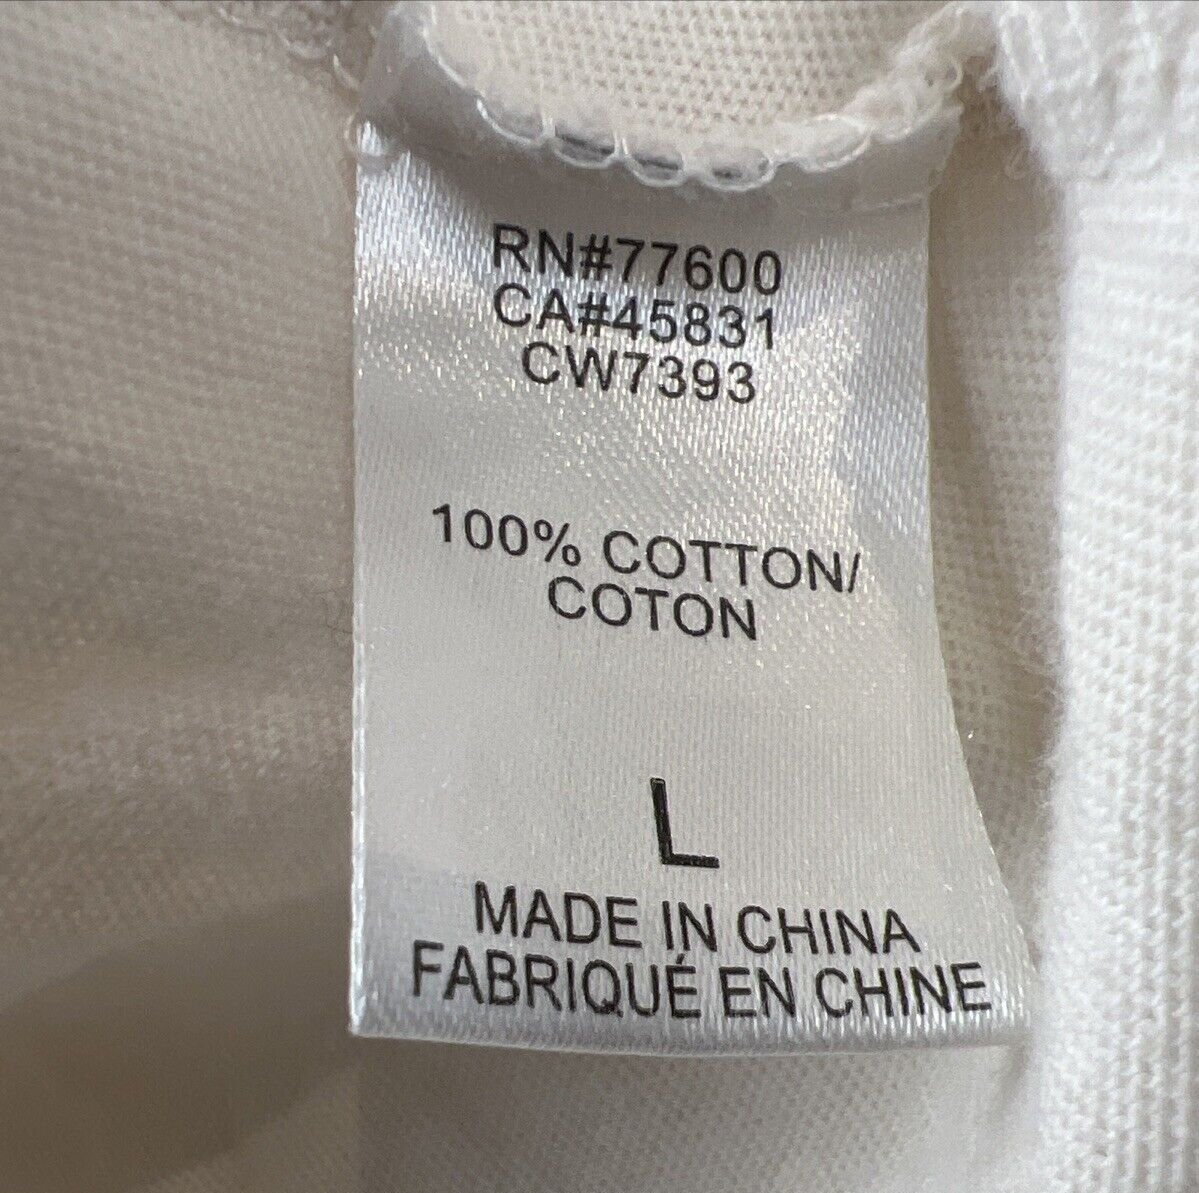 RN#77600
CA#45831
CW7393
100% COTTON/
COTON
L
MADE IN CHINA
FABRIQUÉ EN CHINE